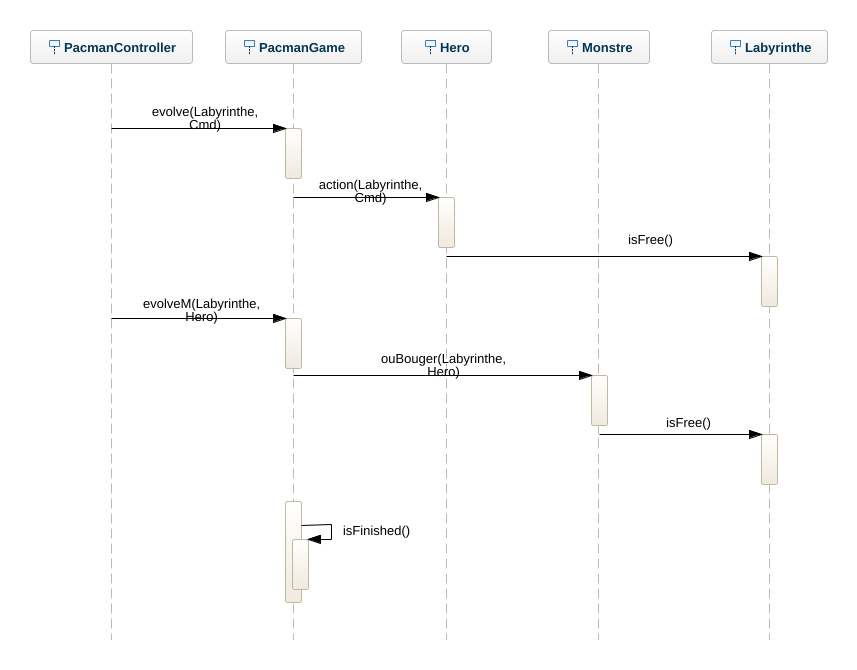 PacmanController PacmanGame Hero Monstre Labyrinthe
evolve(Labyrinthe,
Cmd)
action(Labyrinthe,
Cmd)
isFree()
evolveM(Labyrinthe,
Hero)
ouBouger(Labyrinthe,
Hero)
isFree()
isFinished()